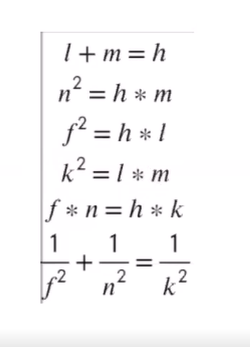 l + m = h
n² = h * m
f² = h * l
k² = l * m
f * n = h * k
1/f² + 1/n² = 1/k²